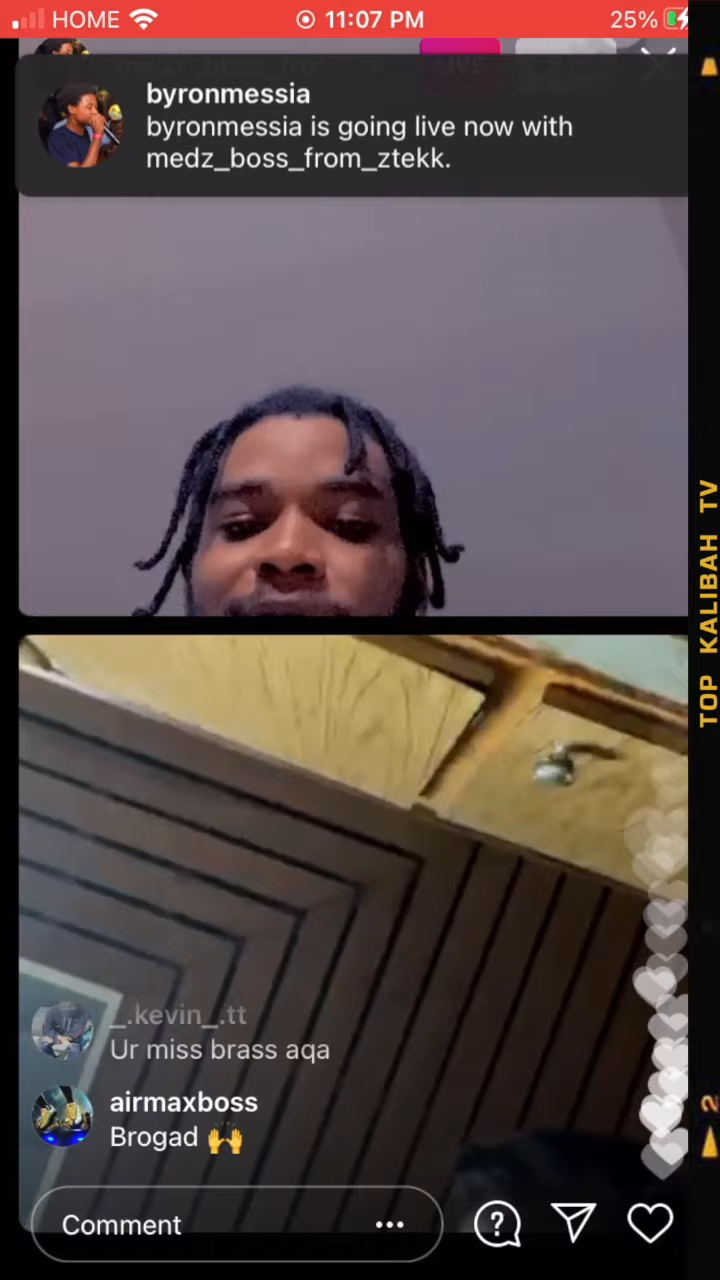 HOME 11:07 PM 25%
byronmessia
byronmessia is going live now with
medz_boss_from_ztekk.
TOP KALIBAH TV
_.kevin_.tt
Ur miss brass aqa
airmaxboss
Brogad 🙌
2
Comment